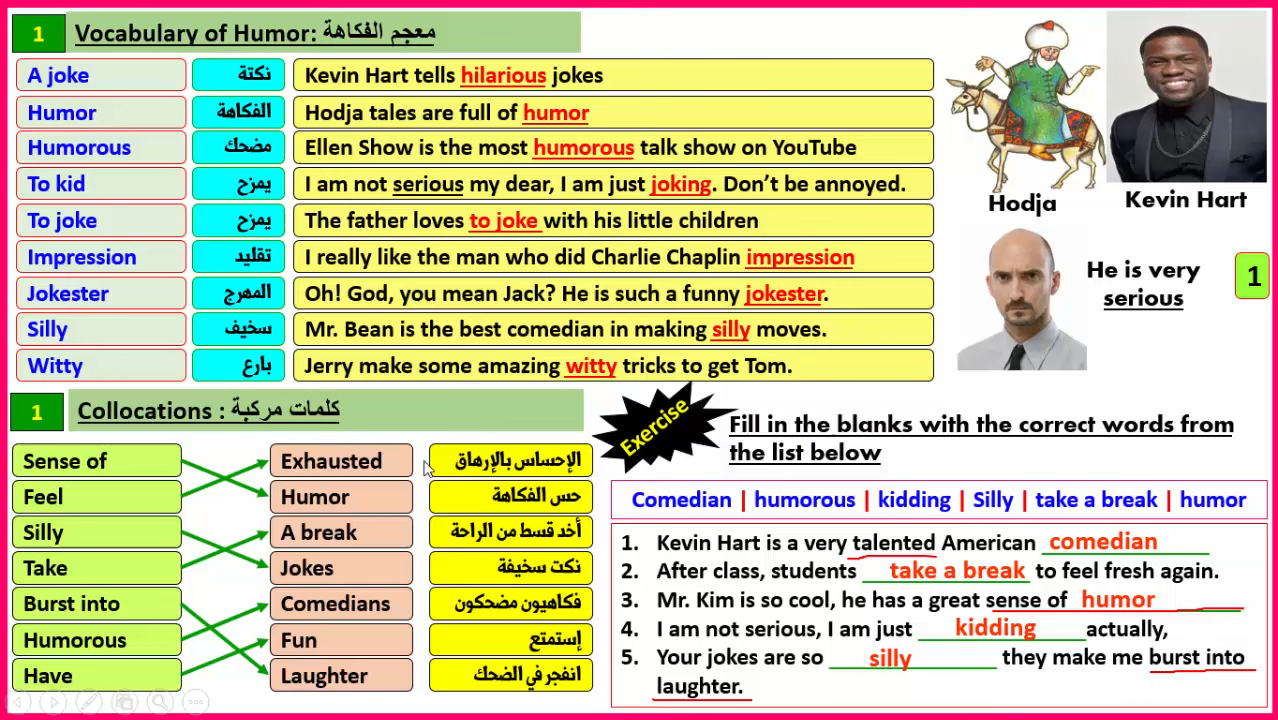 1 Vocabulary of Humor: معجم الفكاهة
A joke نكتة Kevin Hart tells hilarious jokes
Humor الفكاهة Hodja tales are full of humor
Humorous مضحك Ellen Show is the most humorous talk show on YouTube
To kid يمزح I am not serious my dear, I am just joking. Don't be annoyed.
To joke يمزح The father loves to joke with his little children
Impression تقليد I really like the man who did Charlie Chaplin impression
Jokester المهرج Oh! God, you mean Jack? He is such a funny jokester.
Silly سخيف Mr. Bean is the best comedian in making silly moves.
Witty بارع Jerry make some amazing witty tricks to get Tom.
Hodja
Kevin Hart
He is very
serious
1
1 Collocations : كلمات مركبة
Sense of Exhausted الإحساس بالإرهاق
Feel Humor حس الفكاهة
Silly A break أخد قسط من الراحة
Take Jokes نكت سخيفة
Burst into Comedians فكاهيون مضحكون
Humorous Fun إستمتع
Have Laughter انفجر في الضحك
Exercise
Fill in the blanks with the correct words from
the list below
Comedian | humorous | kidding | Silly | take a break | humor
1. Kevin Hart is a very talented American comedian
2. After class, students take a break to feel fresh again.
3. Mr. Kim is so cool, he has a great sense of humor
4. I am not serious, I am just kidding actually,
5. Your jokes are so silly they make me burst into
laughter.